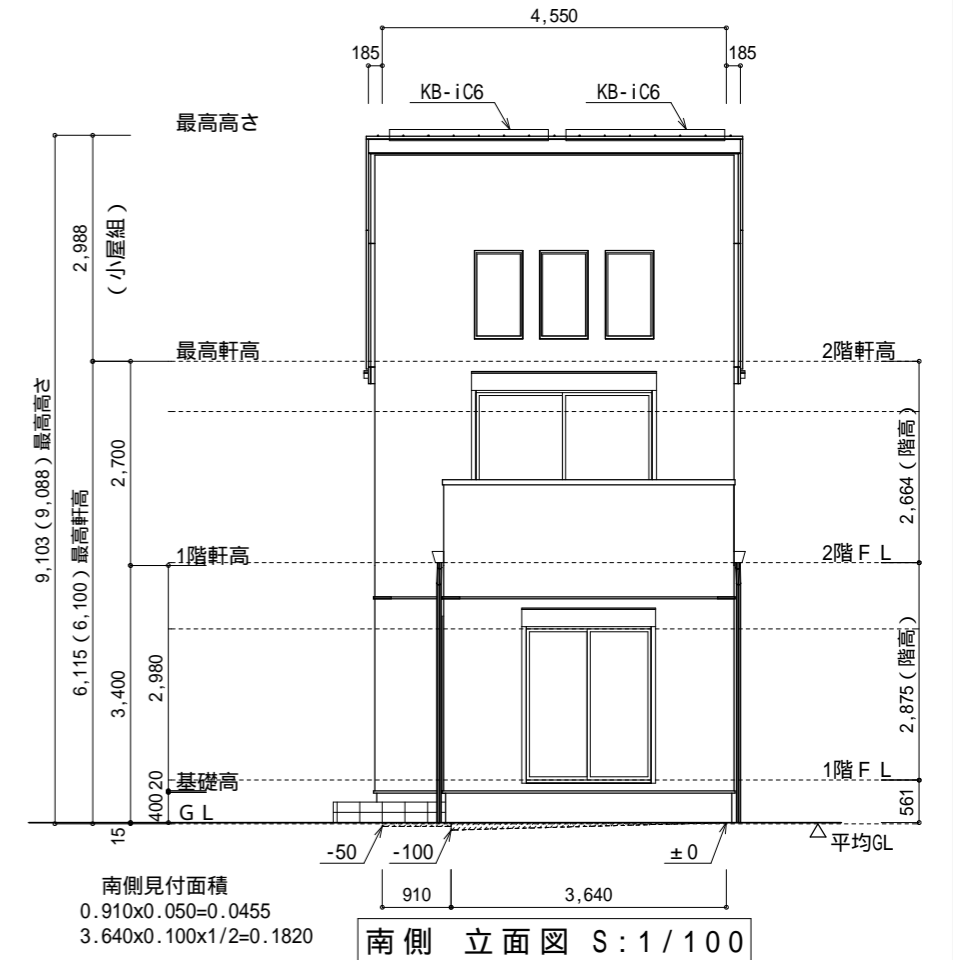 4,550
185
185
KB-iC6
KB-iC6
最高高さ
2,988
(小屋組)
最高軒高
2階軒高
9,103(9,088)最高高さ
6,115(6,100)最高軒高
2,700
2,664(階高)
1階軒高
2階FL
3,400
2,980
2,875(階高)
1階FL
基礎高
20
400
GL
561
15
-50
-100
±0
平均GL
910
3,640
南側見付面積
0.910x0.050=0.0455
3.640x0.100x1/2=0.1820
南側 立面図 S:1/100